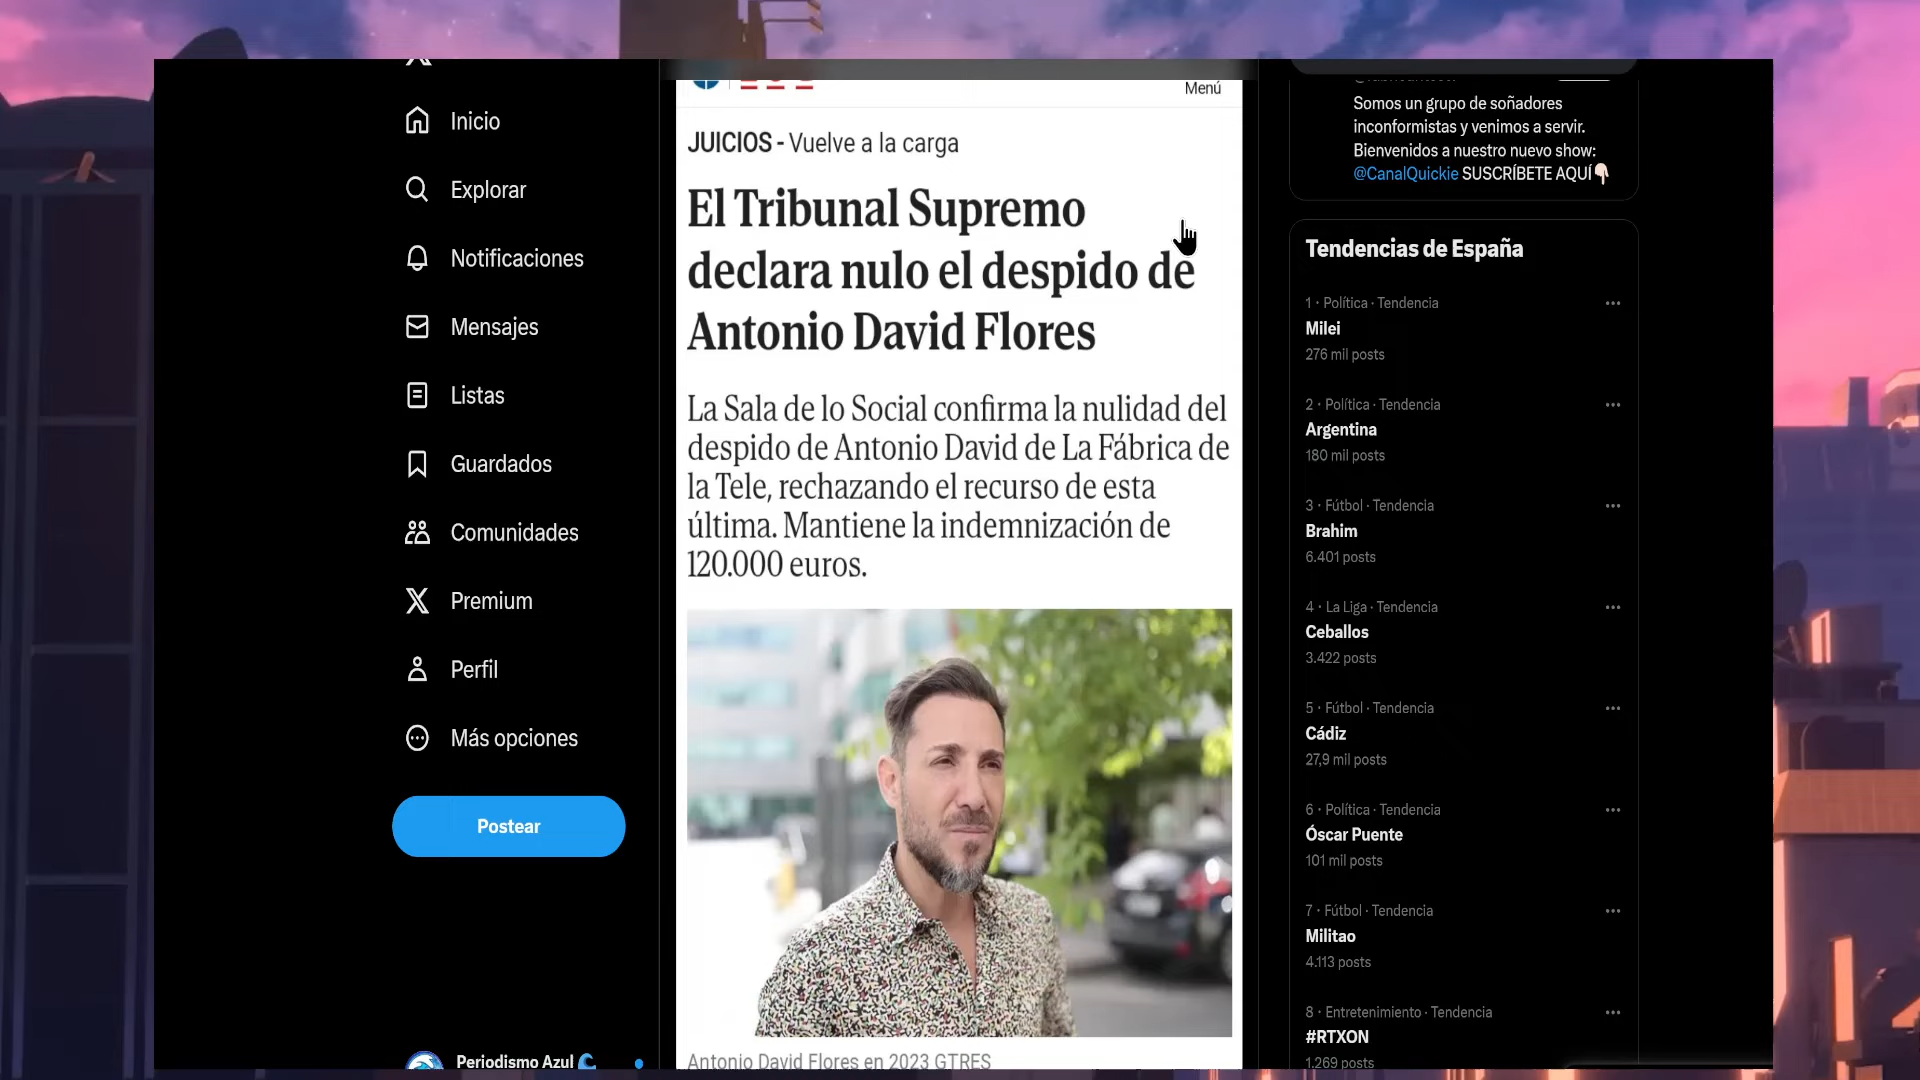 Inicio
Explorar
Notificaciones
Mensajes
Listas
Guardados
Comunidades
Premium
Perfil
Más opciones
Postear
Periodismo Azul
Menú
JUICIOS - Vuelve a la carga
El Tribunal Supremo
declara nulo el despido de
Antonio David Flores
La Sala de lo Social confirma la nulidad del
despido de Antonio David de La Fábrica de
la Tele, rechazando el recurso de esta
última. Mantiene la indemnización de
120.000 euros.
Antonio David Flores en 2023 GTRES
Somos un grupo de soñadores
inconformistas y venimos a servir.
Bienvenidos a nuestro nuevo show:
@CanalQuickie SUSCRÍBETE AQUÍ
Tendencias de España
1 · Política · Tendencia
Milei
276 mil posts
2 · Política · Tendencia
Argentina
180 mil posts
3 · Fútbol · Tendencia
Brahim
6.401 posts
4 · La Liga · Tendencia
Ceballos
3.422 posts
5 · Fútbol · Tendencia
Cádiz
27,9 mil posts
6 · Política · Tendencia
Óscar Puente
101 mil posts
7 · Fútbol · Tendencia
Militao
4.113 posts
8 · Entretenimiento · Tendencia
#RTXON
1.269 posts